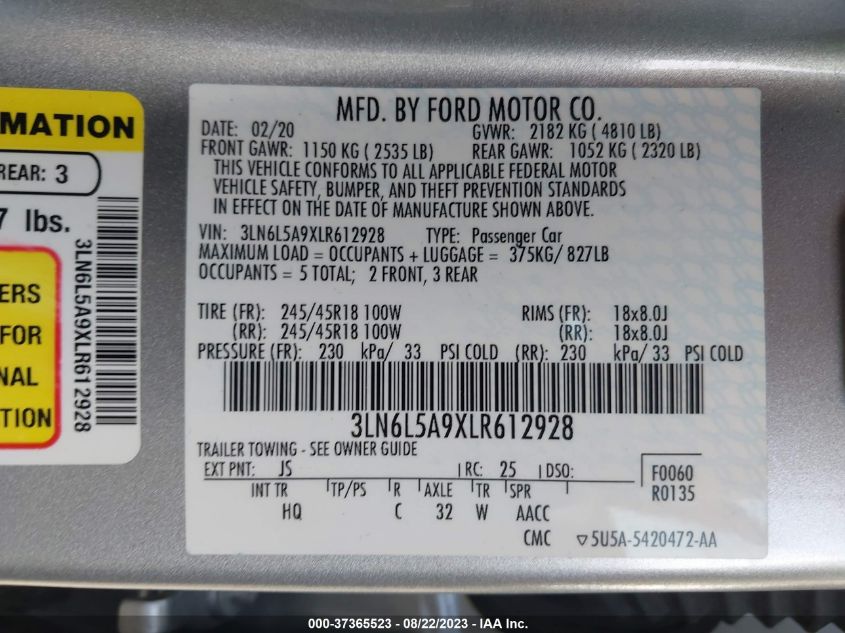 MATION
REAR: 3
7 lbs.
3LN6L5A9XLR612928
ERS
FOR
NAL
TION
MFD. BY FORD MOTOR CO.
DATE: 02/20 GVWR: 2182 KG ( 4810 LB)
FRONT GAWR: 1150 KG ( 2535 LB) REAR GAWR: 1052 KG ( 2320 LB)
THIS VEHICLE CONFORMS TO ALL APPLICABLE FEDERAL MOTOR
VEHICLE SAFETY, BUMPER, AND THEFT PREVENTION STANDARDS
IN EFFECT ON THE DATE OF MANUFACTURE SHOWN ABOVE.
VIN: 3LN6L5A9XLR612928 TYPE: Passenger Car
MAXIMUM LOAD = OCCUPANTS + LUGGAGE = 375KG/ 827LB
OCCUPANTS = 5 TOTAL; 2 FRONT, 3 REAR
TIRE (FR): 245/45R18 100W RIMS (FR): 18x8.0J
(RR): 245/45R18 100W (RR): 18x8.0J
PRESSURE (FR): 230 kPa/ 33 PSI COLD (RR): 230 kPa/ 33 PSI COLD
3LN6L5A9XLR612928
TRAILER TOWING - SEE OWNER GUIDE
EXT PNT: JS RC: 25 DSO: F0060
R0135
INT TR TP/PS R AXLE TR SPR
HQ C 32 W AACC
CMC ▽5U5A-5420472-AA
000-37365523 - 08/22/2023 - IAA Inc.